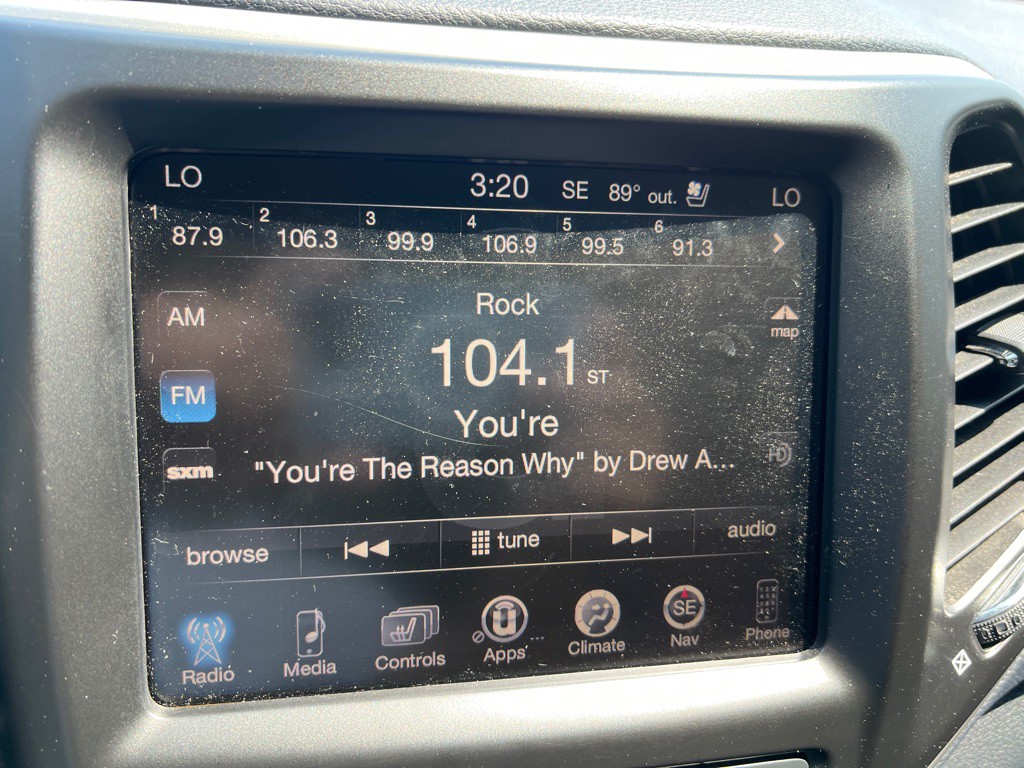 LO 3:20 SE 89° out. LO
1 87.9 2 106.3 3 99.9 4 106.9 5 99.5 6 91.3
AM
Rock
map
104.1 ST
FM
You're
sxm
"You're The Reason Why" by Drew A...
HD
browse tune audio
SE
Radio Media Controls Apps Climate Nav Phone